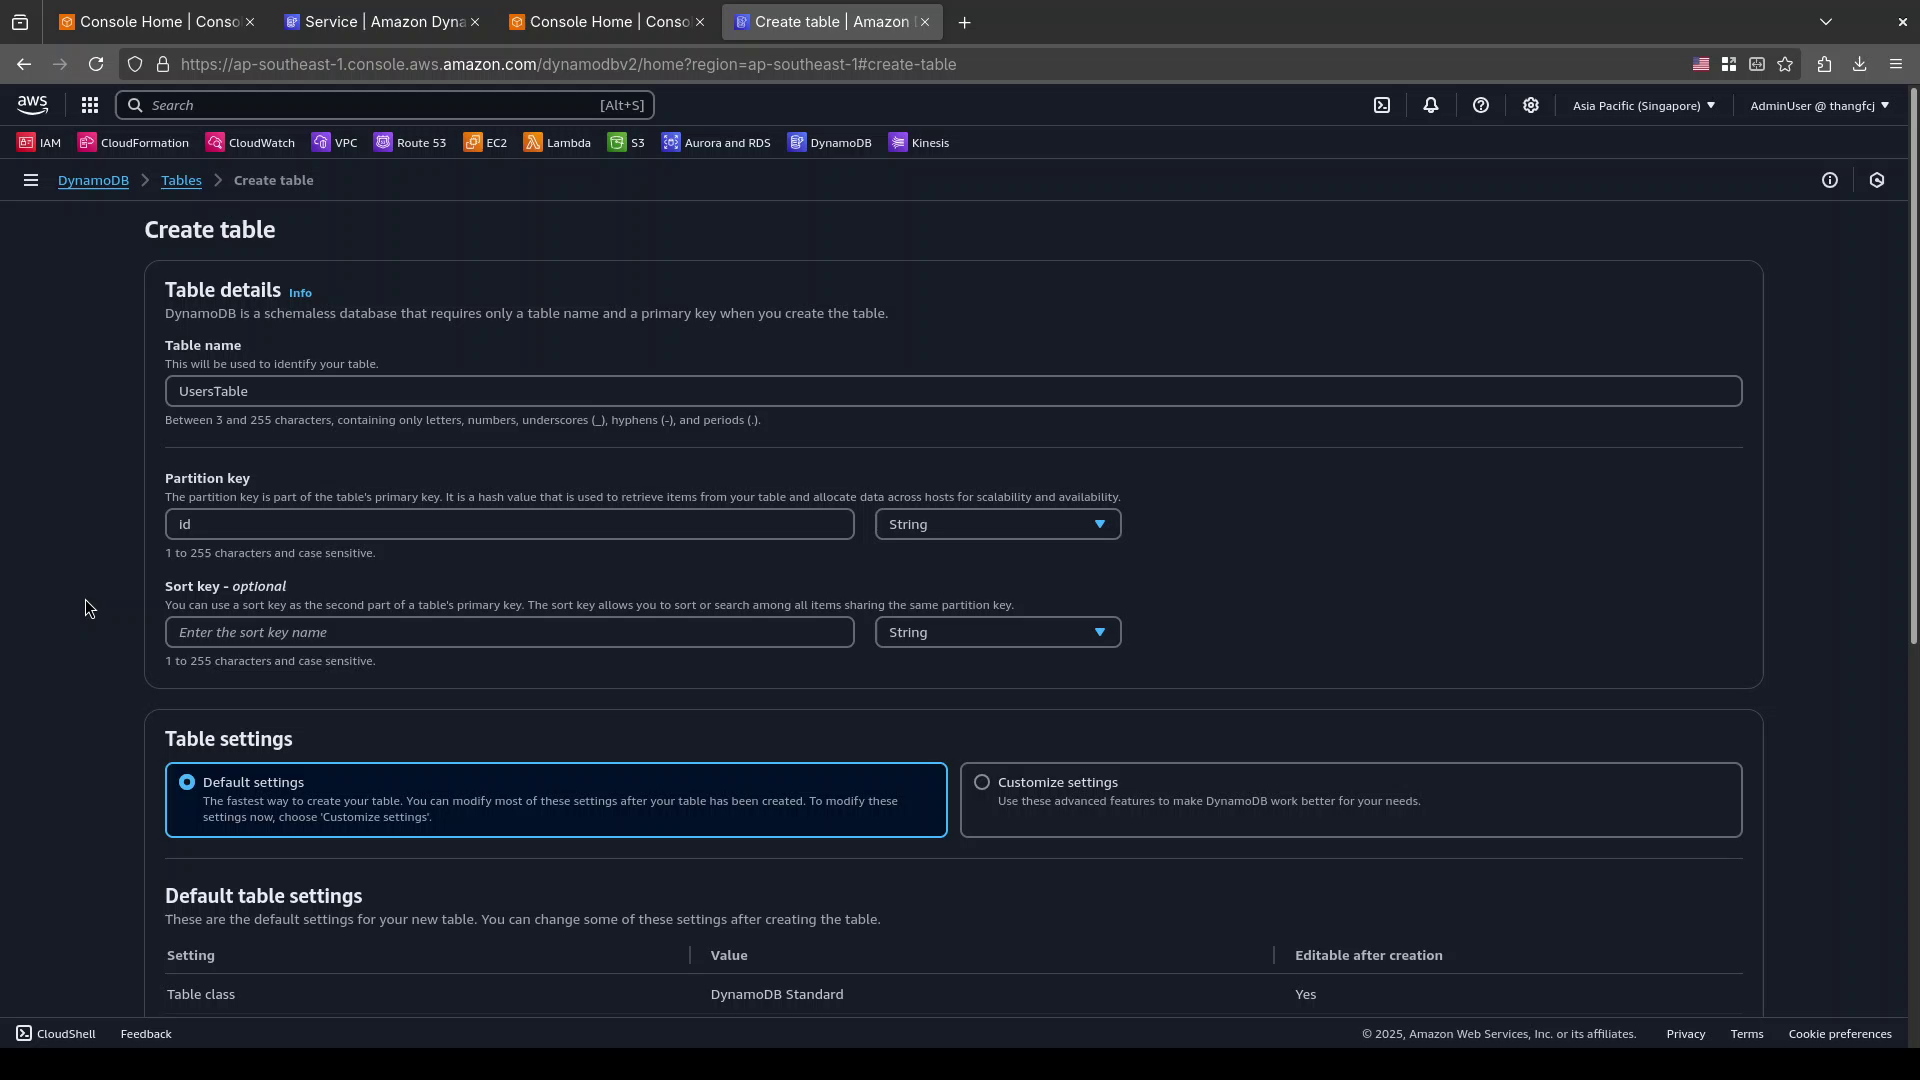 Console Home | Conso
Service | Amazon Dyna
Console Home | Conso
Create table | Amazon
https://ap-southeast-1.console.aws.amazon.com/dynamodbv2/home?region=ap-southeast-1#create-table
aws
Search
[Alt+S]
Asia Pacific (Singapore)
AdminUser @ thangfcj
IAM
CloudFormation
CloudWatch
VPC
Route 53
EC2
Lambda
S3
Aurora and RDS
DynamoDB
Kinesis
DynamoDB
Tables
Create table
Create table
Table details Info
DynamoDB is a schemaless database that requires only a table name and a primary key when you create the table.
Table name
This will be used to identify your table.
UsersTable
Between 3 and 255 characters, containing only letters, numbers, underscores (_), hyphens (-), and periods (.).
Partition key
The partition key is part of the table's primary key. It is a hash value that is used to retrieve items from your table and allocate data across hosts for scalability and availability.
id
String
1 to 255 characters and case sensitive.
Sort key - optional
You can use a sort key as the second part of a table's primary key. The sort key allows you to sort or search among all items sharing the same partition key.
Enter the sort key name
String
1 to 255 characters and case sensitive.
Table settings
Default settings
The fastest way to create your table. You can modify most of these settings after your table has been created. To modify these
settings now, choose 'Customize settings'.
Customize settings
Use these advanced features to make DynamoDB work better for your needs.
Default table settings
These are the default settings for your new table. You can change some of these settings after creating the table.
Setting
Value
Editable after creation
Table class
DynamoDB Standard
Yes
CloudShell
Feedback
© 2025, Amazon Web Services, Inc. or its affiliates.
Privacy
Terms
Cookie preferences